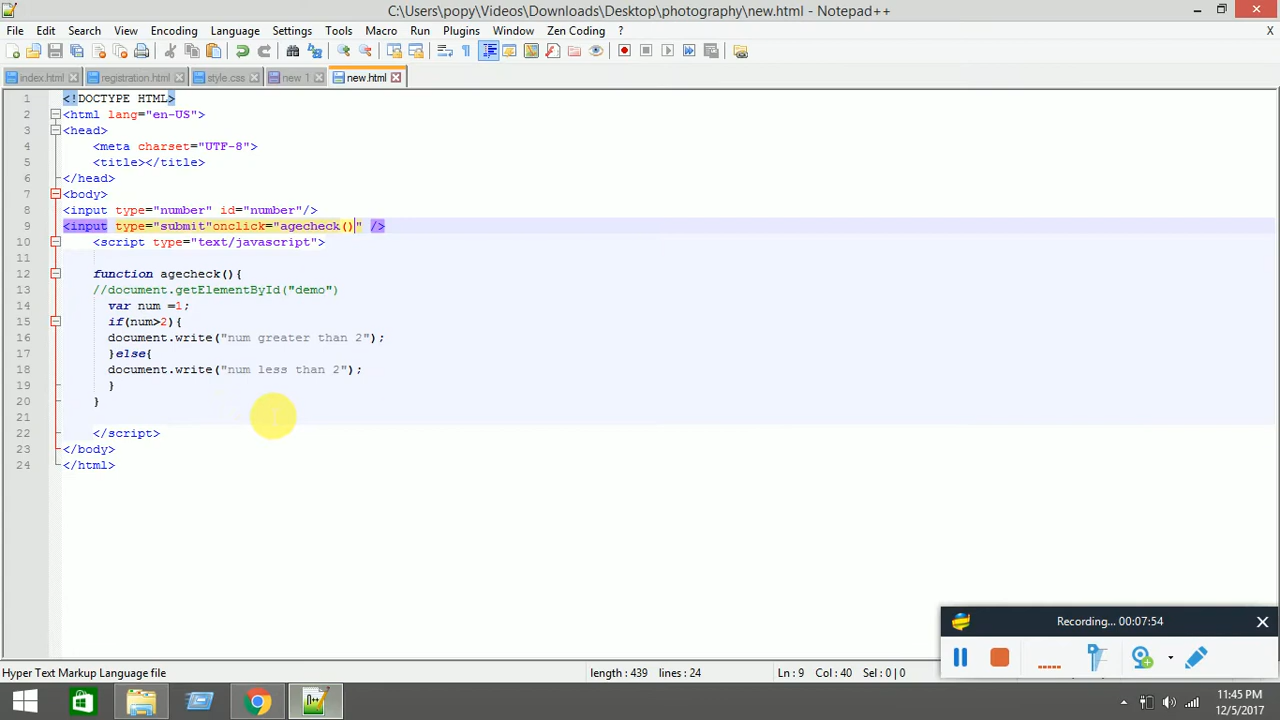 C:\Users\popy\Videos\Downloads\Desktop\photography\new.html - Notepad++
File Edit Search View Encoding Language Settings Tools Macro Run Plugins Window Zen Coding ?
X
index.html registration.html style.css new 1 new.html
1 <!DOCTYPE HTML>
2 <html lang="en-US">
3 <head>
4 <meta charset="UTF-8">
5 <title></title>
6 </head>
7 <body>
8 <input type="number" id="number"/>
9 <input type="submit"onclick="agecheck()" />
10 <script type="text/javascript">
11
12 function agecheck(){
13 //document.getElementById("demo")
14 var num =1;
15 if(num>2){
16 document.write("num greater than 2");
17 }else{
18 document.write("num less than 2");
19 }
20 }
21
22 </script>
23 </body>
24 </html>
Recording... 00:07:54
Hyper Text Markup Language file length : 439 lines : 24 Ln : 9 Col : 40 Sel : 0 | 0
11:45 PM
12/5/2017